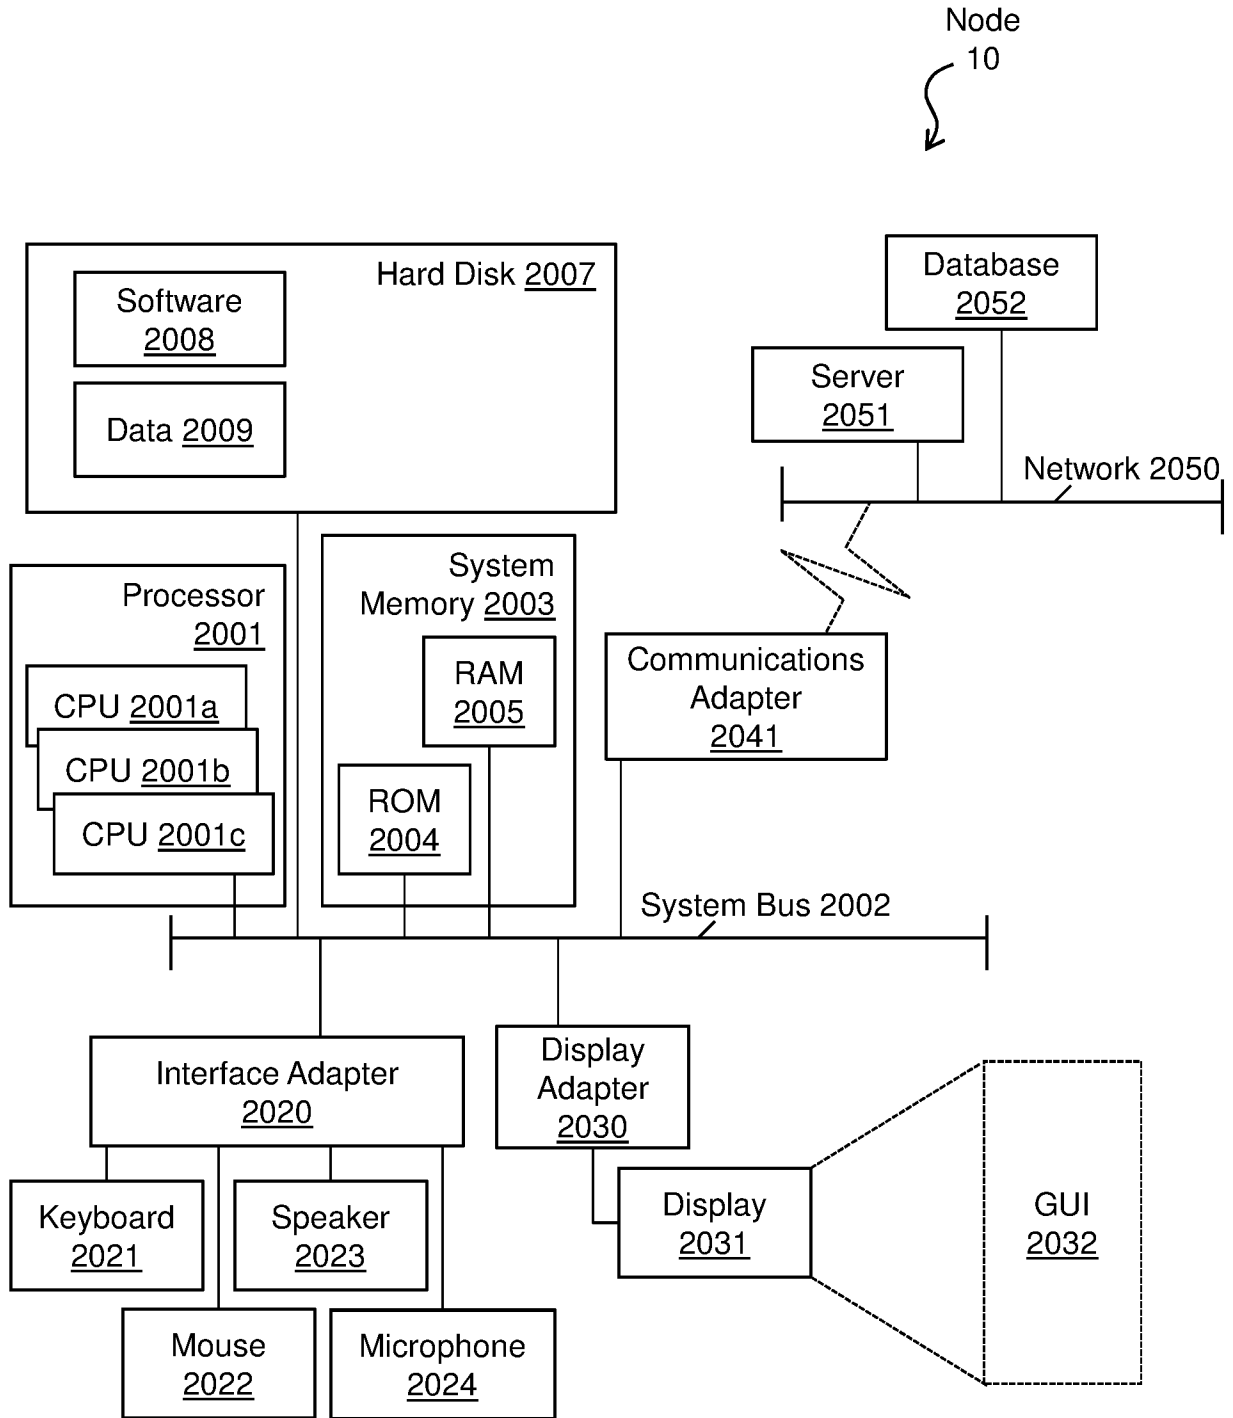 Node
10
Hard Disk 2007
Software
2008
Data 2009
Database
2052
Server
2051
Network 2050
Processor
2001
CPU 2001a
CPU 2001b
CPU 2001c
System
Memory 2003
RAM
2005
ROM
2004
Communications
Adapter
2041
System Bus 2002
Interface Adapter
2020
Display
Adapter
2030
Keyboard
2021
Speaker
2023
Mouse
2022
Microphone
2024
Display
2031
GUI
2032